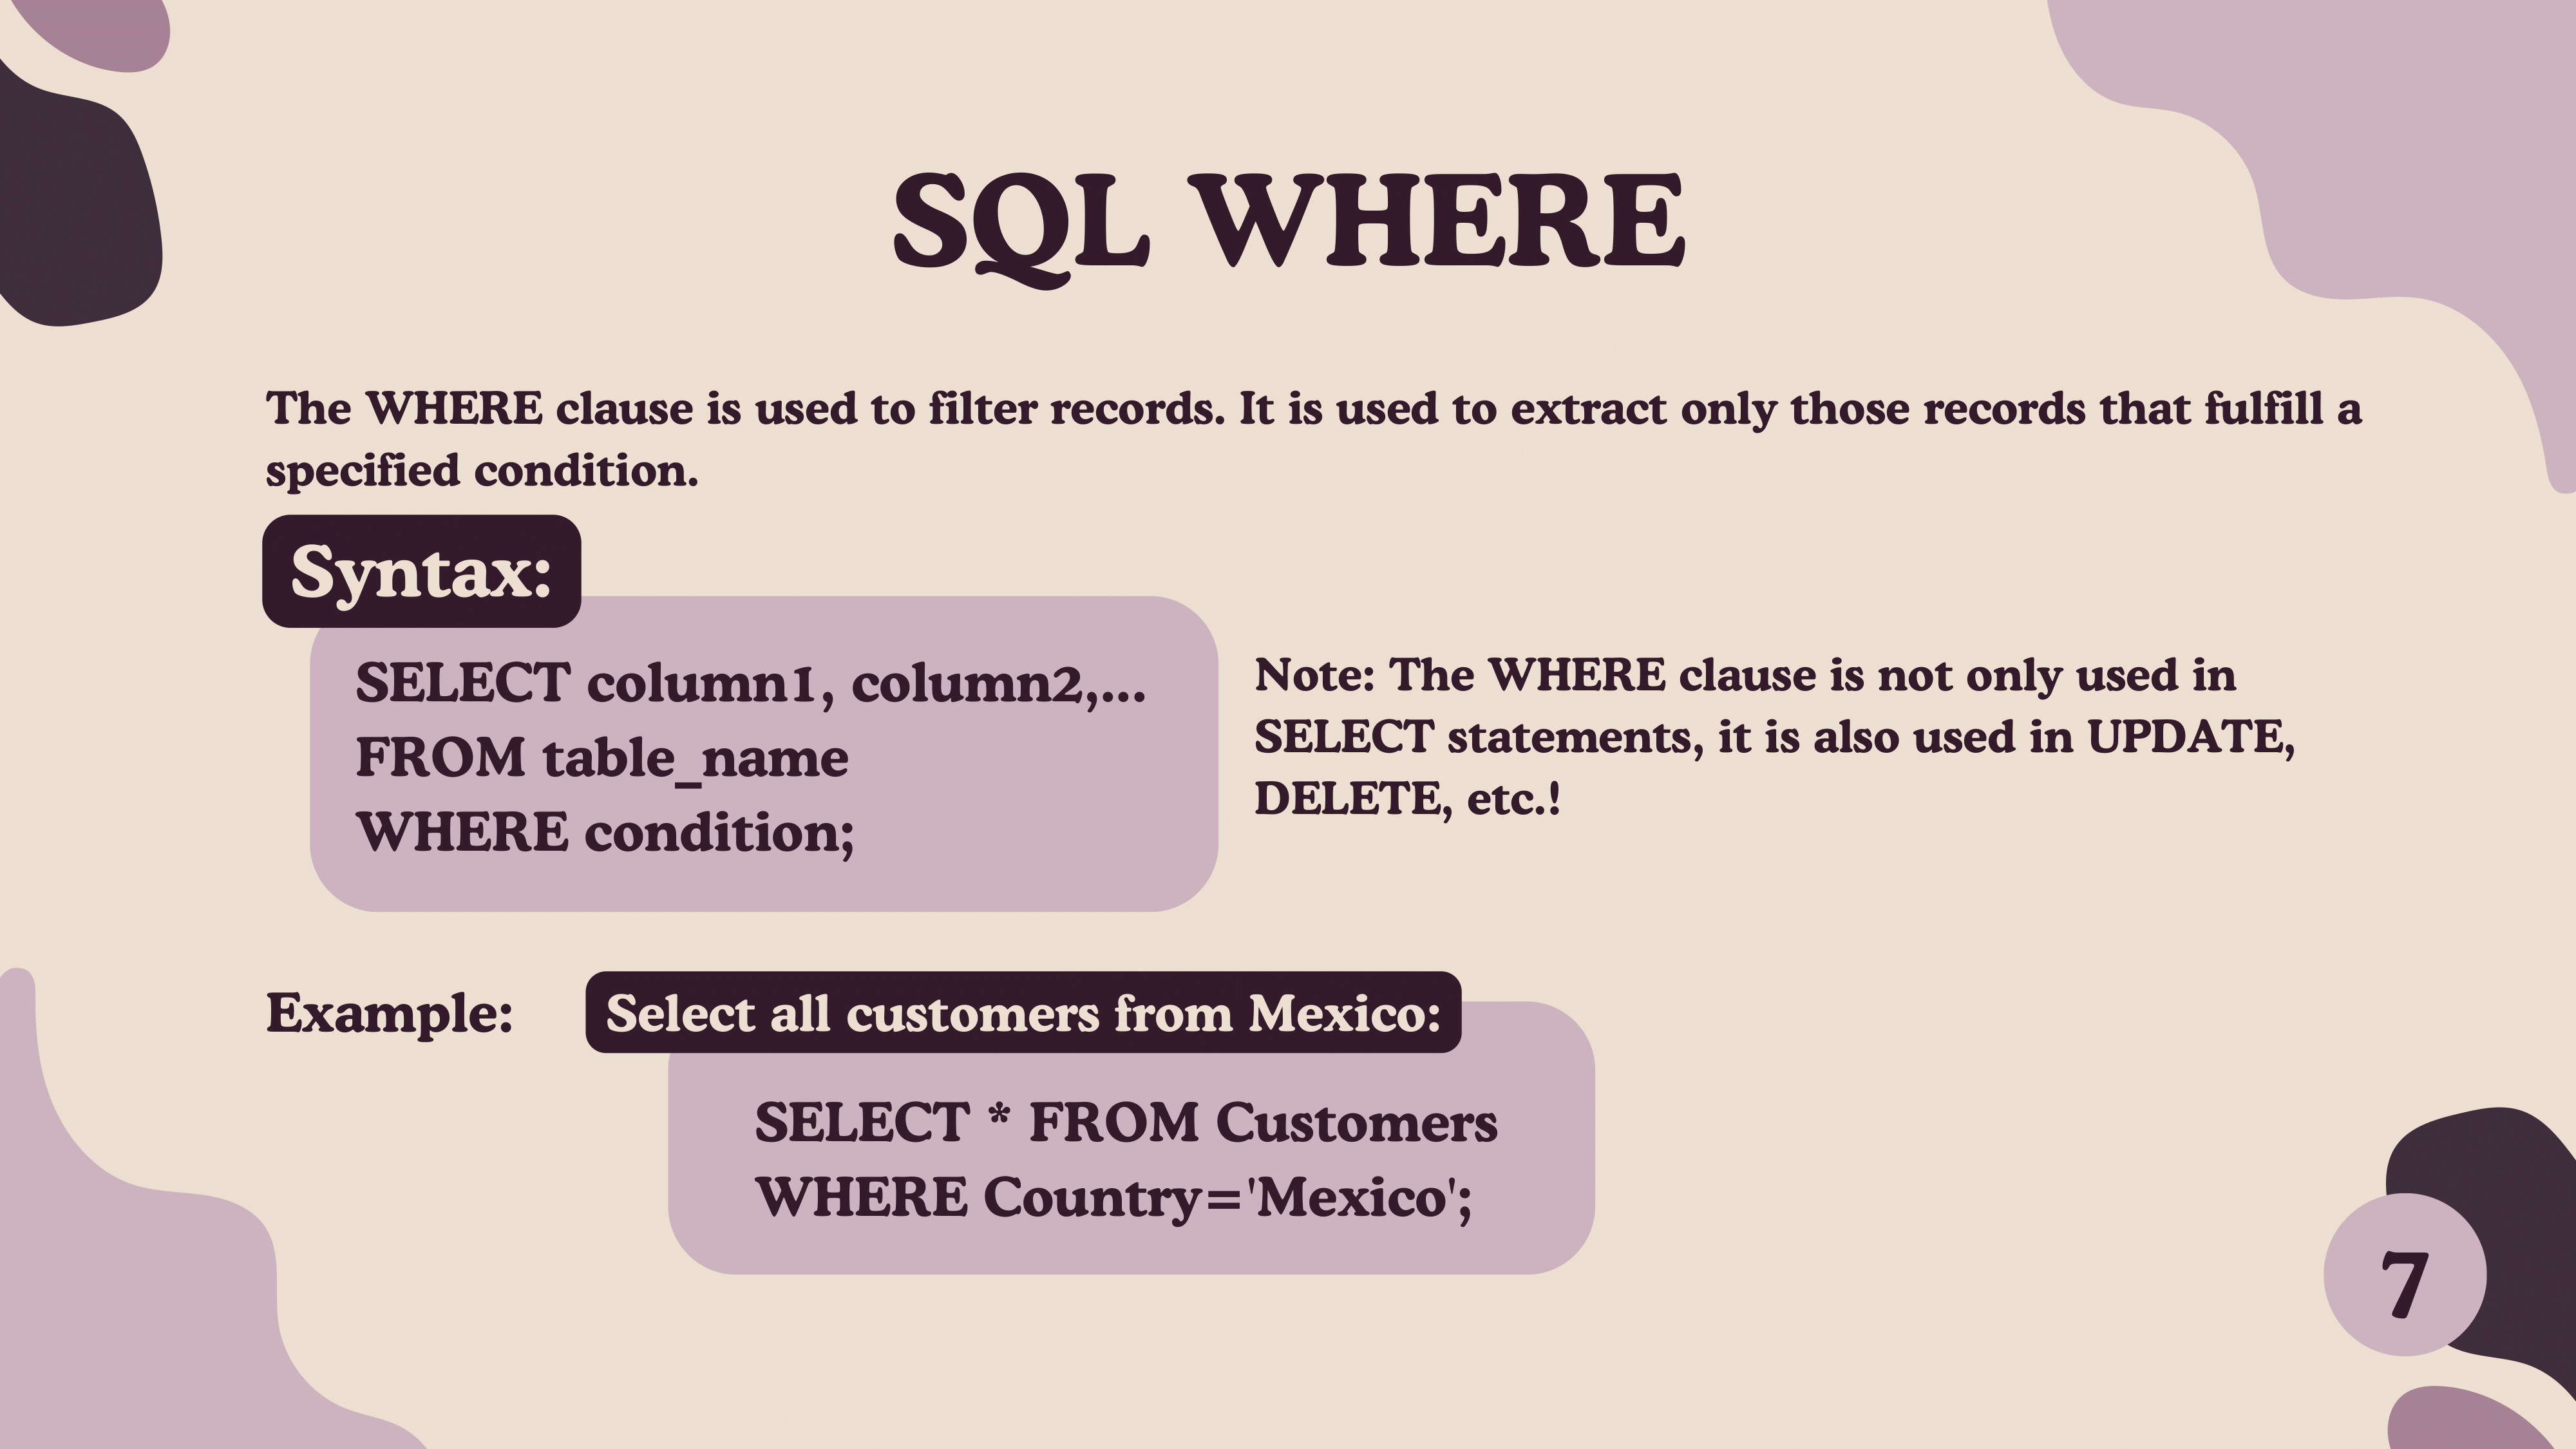 SQL WHERE
The WHERE clause is used to filter records. It is used to extract only those records that fulfill a
specified condition.
Syntax:
SELECT column1, column2,...
FROM table_name
WHERE condition;
Note: The WHERE clause is not only used in
SELECT statements, it is also used in UPDATE,
DELETE, etc.!
Example:
Select all customers from Mexico:
SELECT * FROM Customers
WHERE Country='Mexico';
7